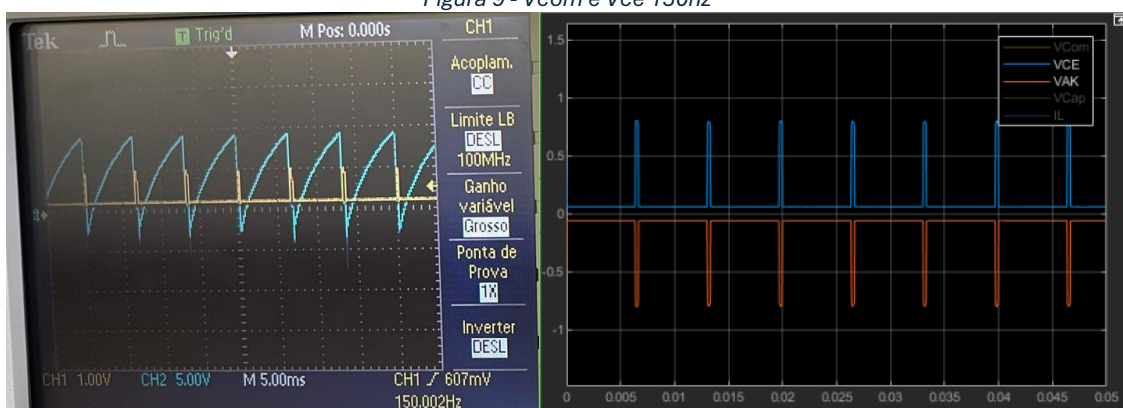 Figura 9 - Vcom e Vce 150hz
Tek
T Trig'd
M Pos: 0.000s
CH1
Acoplam.
CC
Limite LB
DESL
100MHz
Ganho
variável
Grosso
Ponta de
Prova
1X
Inverter
DESL
CH1 1.00V
CH2 5.00V
M 5.00ms
CH1
607mV
150.002Hz
1.5
1
0.5
0
-0.5
-1
VCom
VCE
VAK
VCap
IL
0
0.005
0.01
0.015
0.02
0.025
0.03
0.035
0.04
0.045
0.05